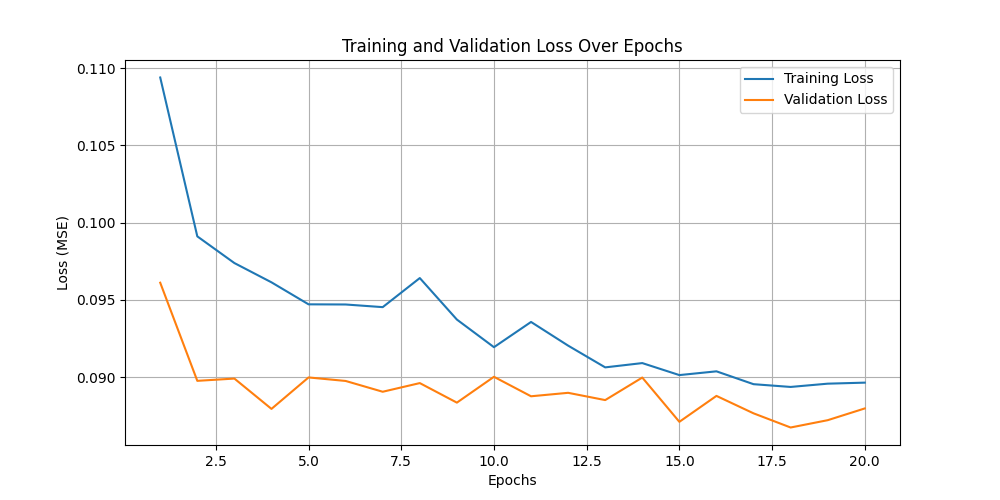 Training and Validation Loss Over Epochs
Training Loss
Validation Loss
0.110
0.105
0.100
0.095
0.090
Loss (MSE)
2.5 5.0 7.5 10.0 12.5 15.0 17.5 20.0
Epochs